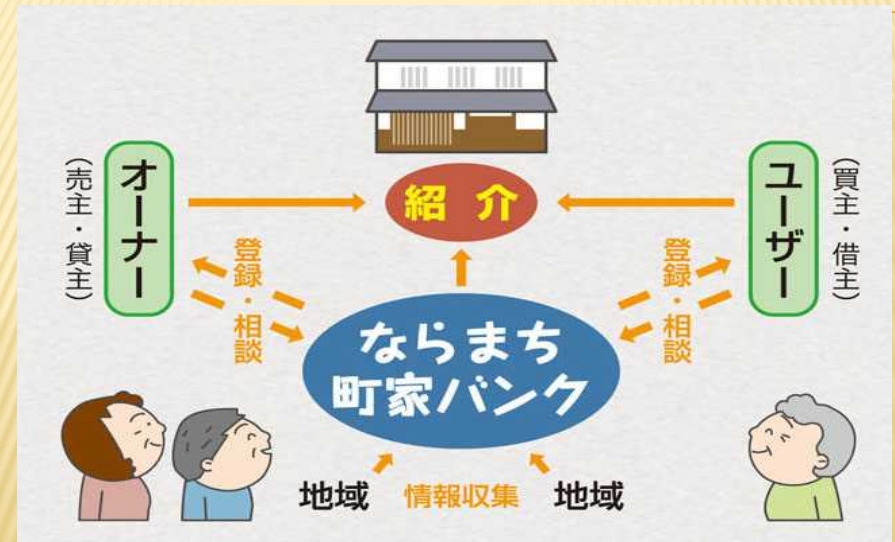 オーナー
（売主・貸主）
紹 介
ユーザー
（買主・借主）
登録・相談
登録・相談
ならまち
町家バンク
地域
情報収集
地域